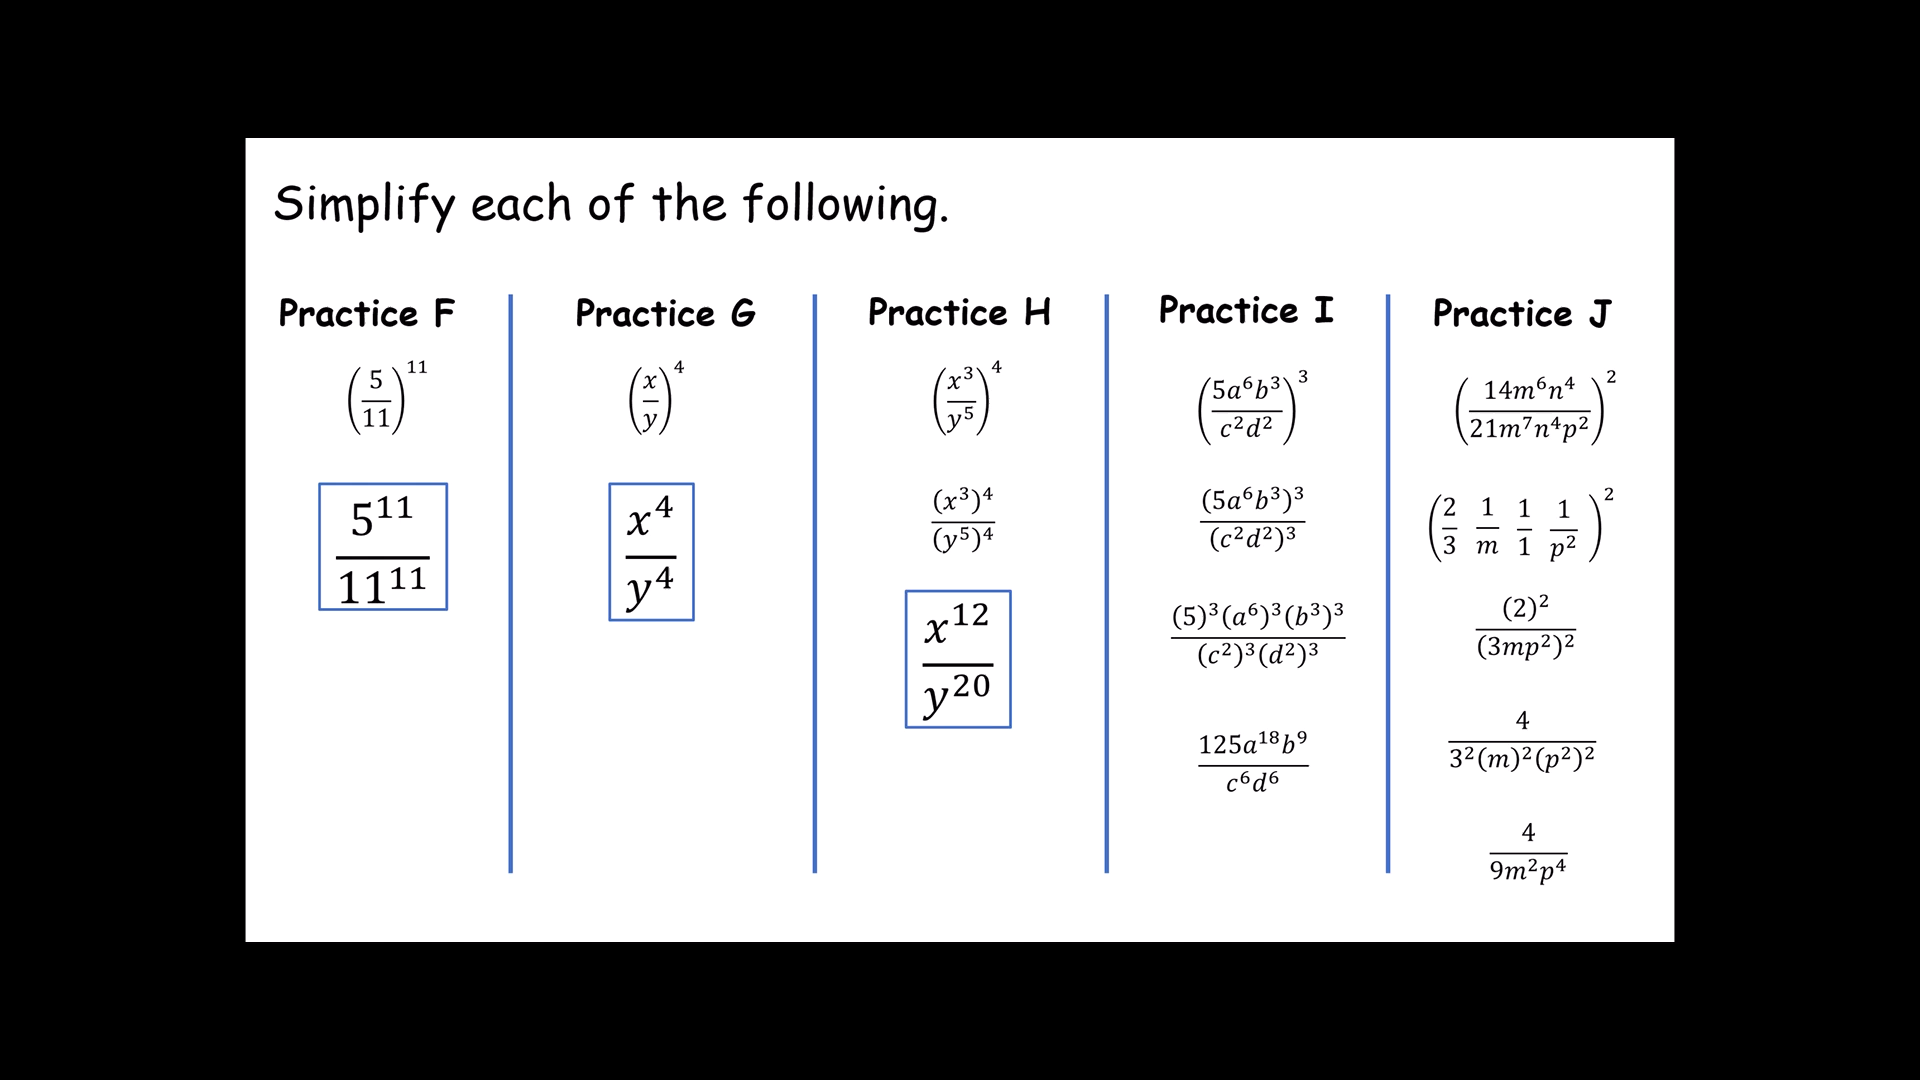 Simplify each of the following.
Practice F
(5/11)^11
5^11/11^11
Practice G
(x/y)^4
x^4/y^4
Practice H
(x^3/y^5)^4
(x^3)^4/(y^5)^4
x^12/y^20
Practice I
(5a^6b^3/c^2d^2)^3
(5a^6b^3)^3/(c^2d^2)^3
(5)^3(a^6)^3(b^3)^3/(c^2)^3(d^2)^3
125a^18b^9/c^6d^6
Practice J
(14m^6n^4/21m^7n^4p^2)^2
(2/3 1/m 1/1 1/p^2)^2
(2)^2/(3mp^2)^2
4/3^2(m)^2(p^2)^2
4/9m^2p^4